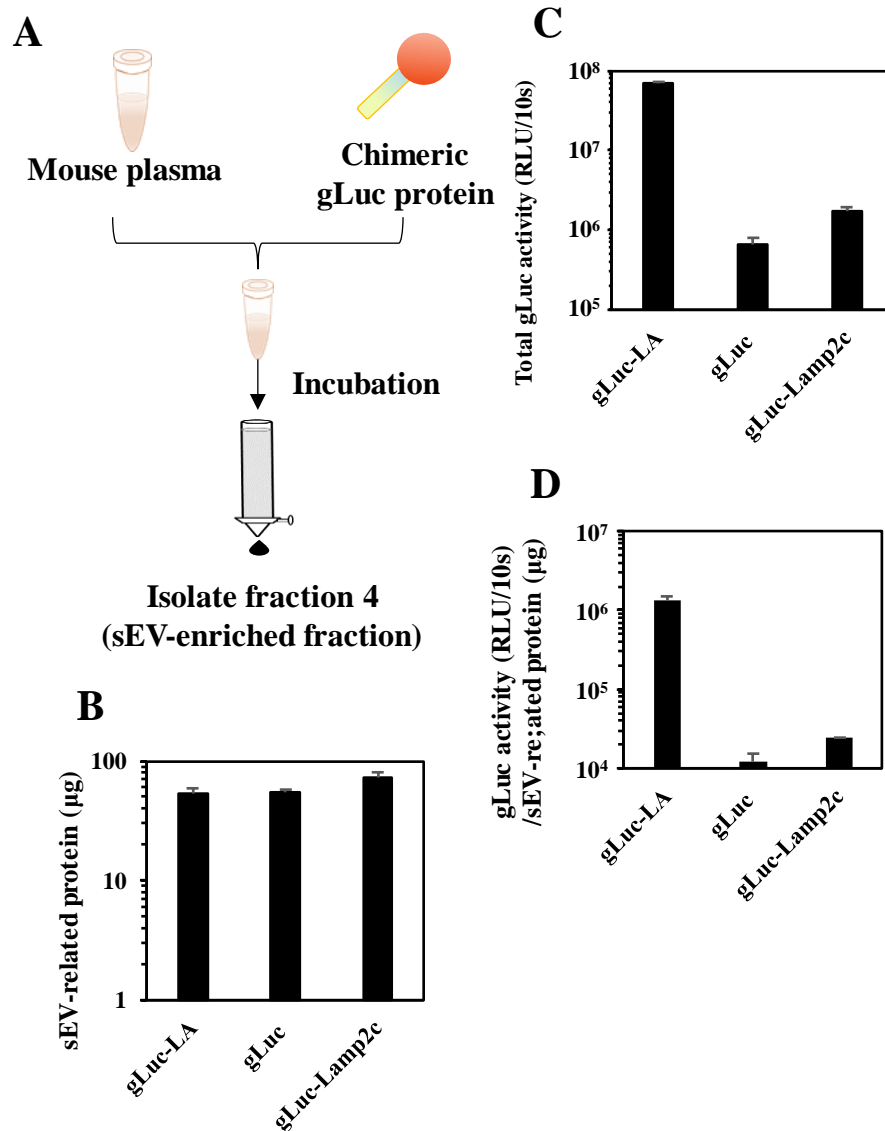 A
Mouse plasma
Chimeric
gLuc protein
Incubation
Isolate fraction 4
(sEV-enriched fraction)
B
sEV-related protein (μg)
100
10
1
gLuc-LA
gLuc
gLuc-Lamp2c
C
Total gLuc activity (RLU/10s)
10⁸
10⁷
10⁶
10⁵
gLuc-LA
gLuc
gLuc-Lamp2c
D
gLuc activity (RLU/10s)
/sEV-re;ated protein (μg)
10⁷
10⁶
10⁵
10⁴
gLuc-LA
gLuc
gLuc-Lamp2c